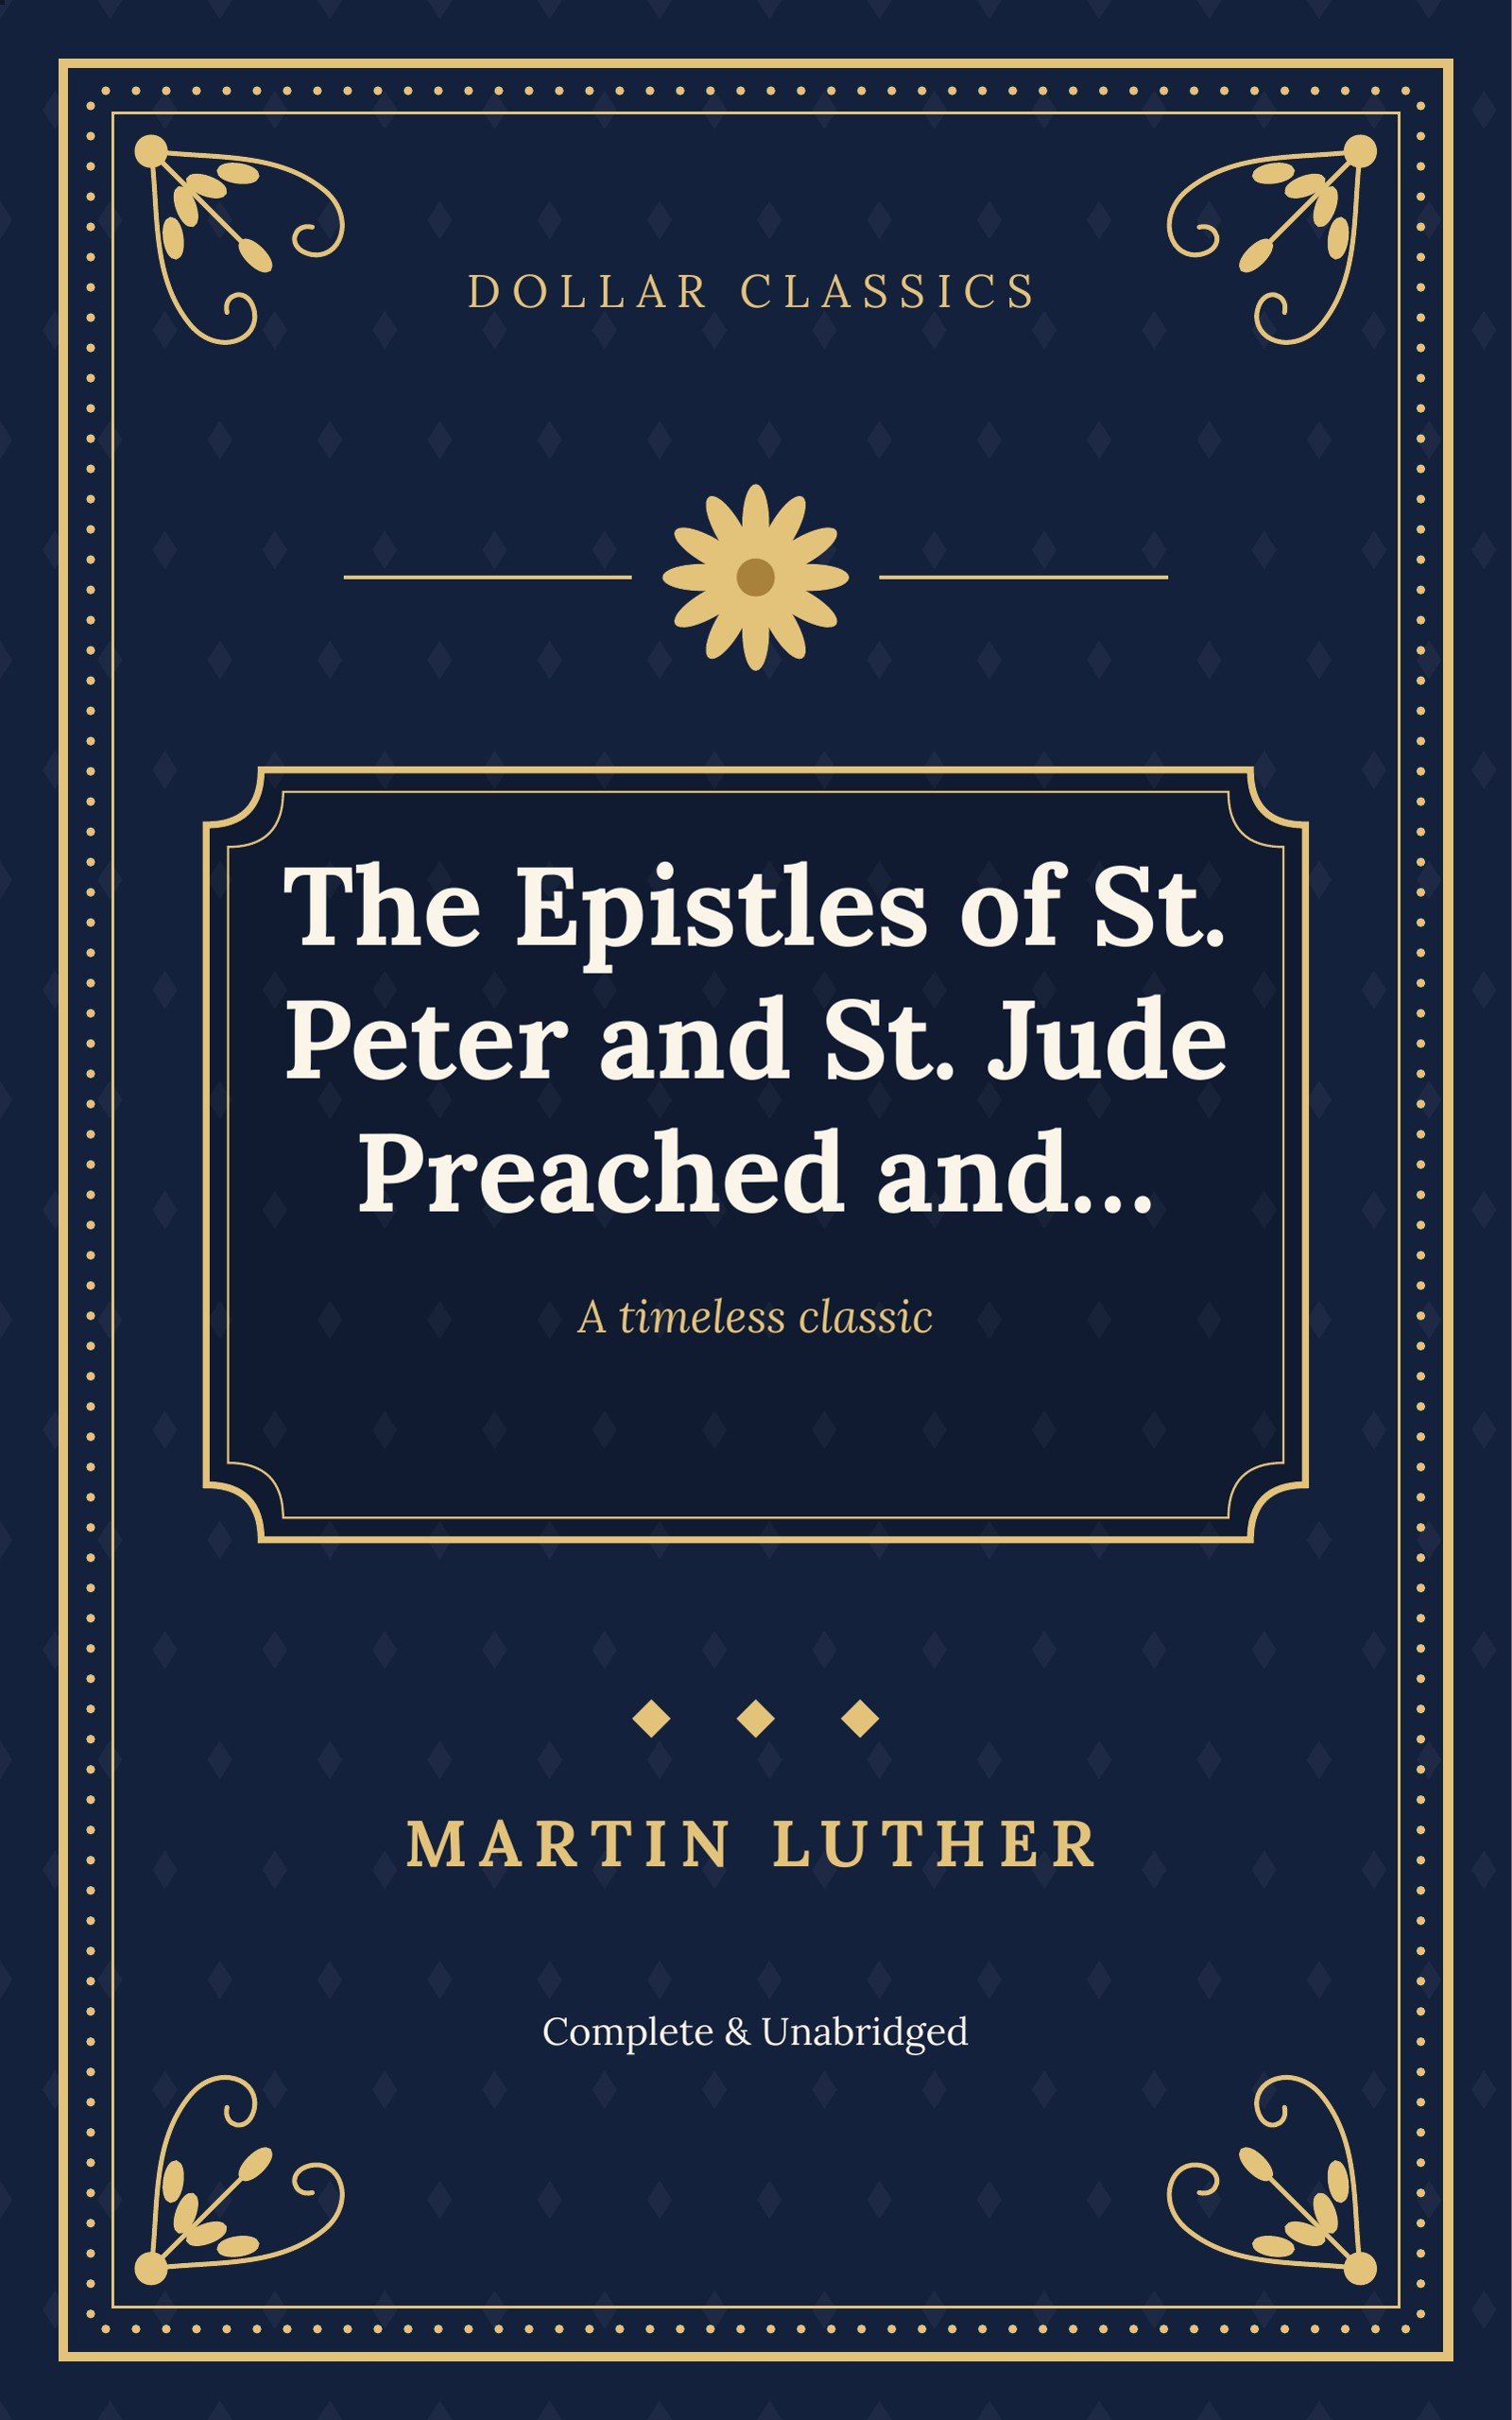 DOLLAR CLASSICS
The Epistles of St.
Peter and St. Jude
Preached and...
A timeless classic
MARTIN LUTHER
Complete & Unabridged